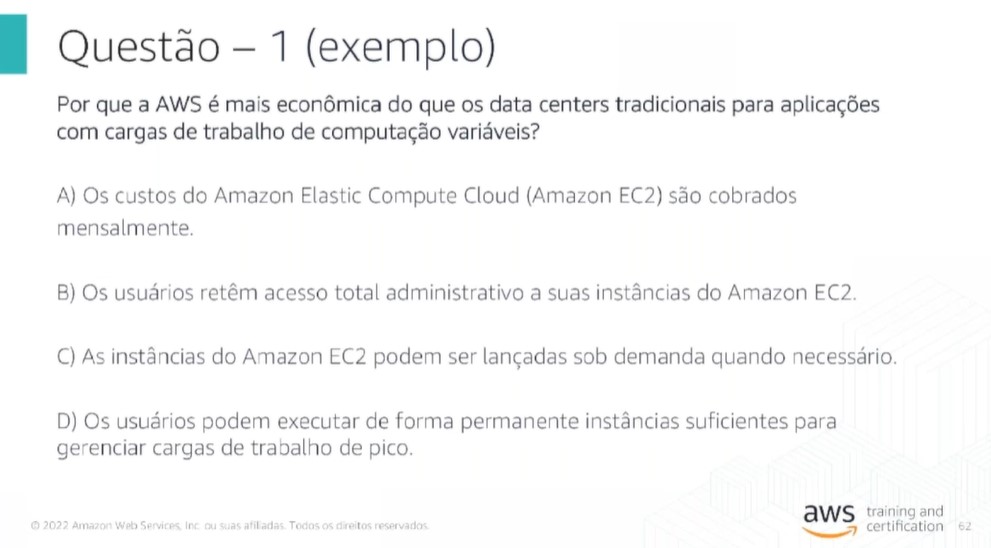 Questão – 1 (exemplo)
Por que a AWS é mais econômica do que os data centers tradicionais para aplicações
com cargas de trabalho de computação variáveis?
A) Os custos do Amazon Elastic Compute Cloud (Amazon EC2) são cobrados
mensalmente.
B) Os usuários retêm acesso total administrativo a suas instâncias do Amazon EC2.
C) As instâncias do Amazon EC2 podem ser lançadas sob demanda quando necessário.
D) Os usuários podem executar de forma permanente instâncias suficientes para
gerenciar cargas de trabalho de pico.
© 2022 Amazon Web Services, Inc. ou suas afiliadas. Todos os direitos reservados.
aws training and
certification 62